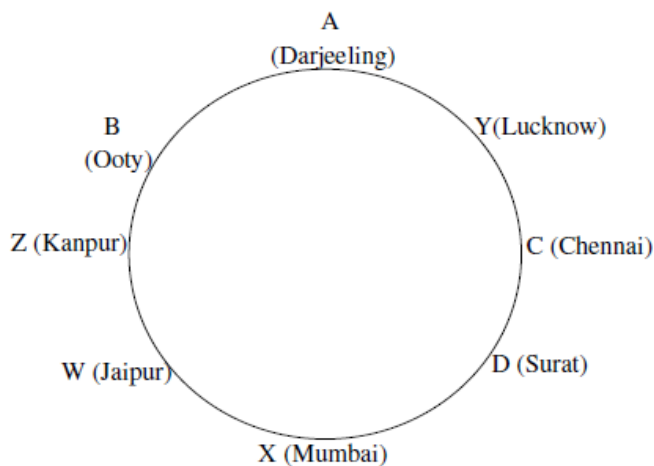 A
(Darjeeling)
B
(Ooty)
Y(Lucknow)
Z (Kanpur)
C (Chennai)
W (Jaipur)
D (Surat)
X (Mumbai)